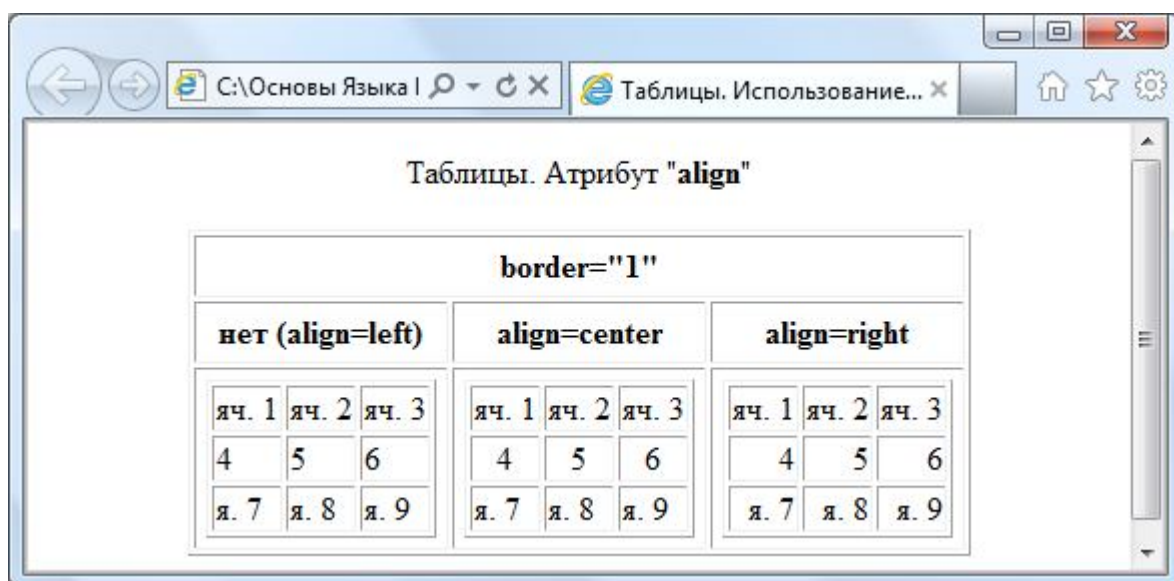 C:\Основы Языка
Таблицы. Использование...
Таблицы. Атрибут "align"
border="1"
нет (align=left) align=center align=right
яч. 1 яч. 2 яч. 3 яч. 1 яч. 2 яч. 3 яч. 1 яч. 2 яч. 3
4 5 6 4 5 6 4 5 6
я. 7 я. 8 я. 9 я. 7 я. 8 я. 9 я. 7 я. 8 я. 9